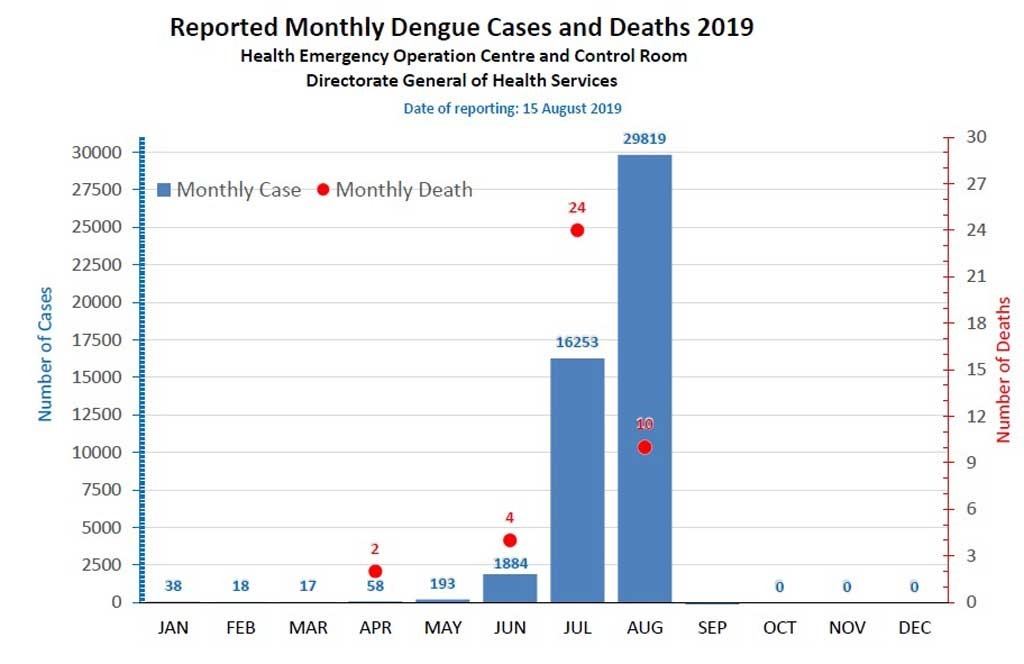 Reported Monthly Dengue Cases and Deaths 2019
Health Emergency Operation Centre and Control Room
Directorate General of Health Services
Date of reporting: 15 August 2019
29819
30000
27500
25000
22500
20000
17500
15000
12500
10000
7500
5000
2500
0
Number of Cases
Monthly Case
Monthly Death
24
16253
10
4
1884
2
38
18
17
58
193
0
0
0
30
27
24
21
18
15
12
9
6
3
0
Number of Deaths
JAN
FEB
MAR
APR
MAY
JUN
JUL
AUG
SEP
OCT
NOV
DEC